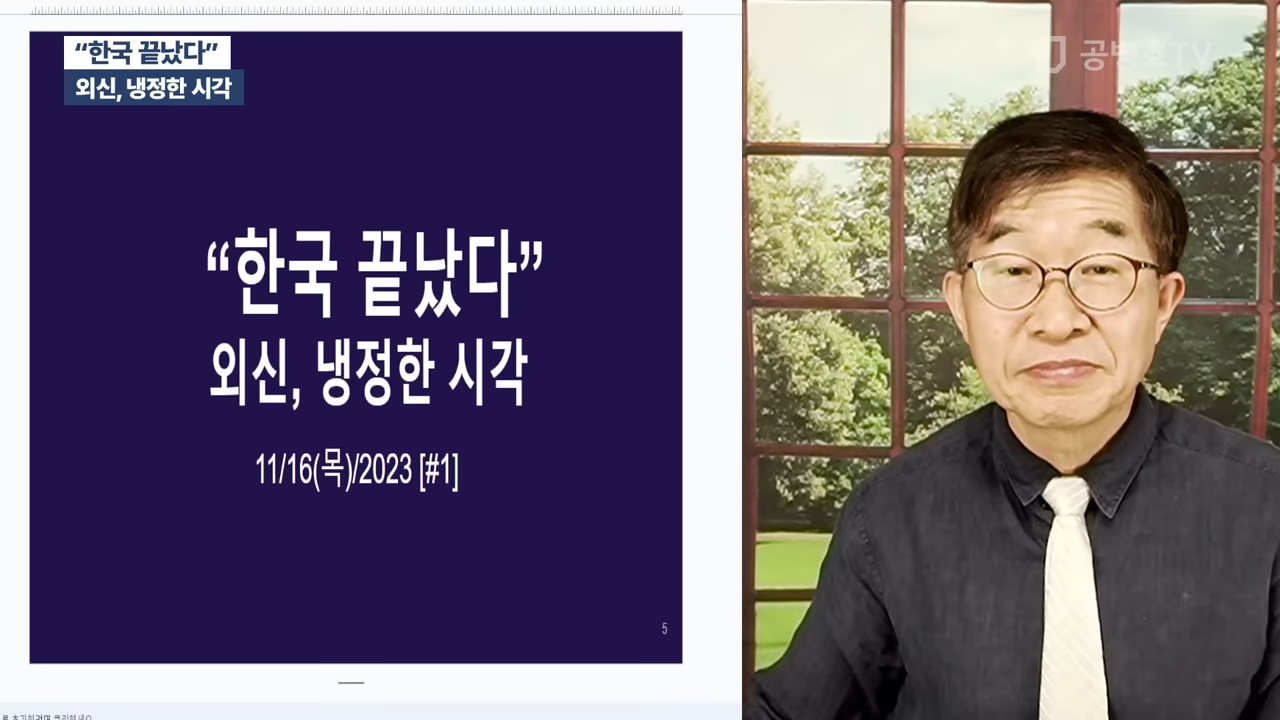 “한국 끝났다”
외신, 냉정한 시각
공병호TV
“한국 끝났다”
외신, 냉정한 시각
11/16(목)/2023 [#1]
5